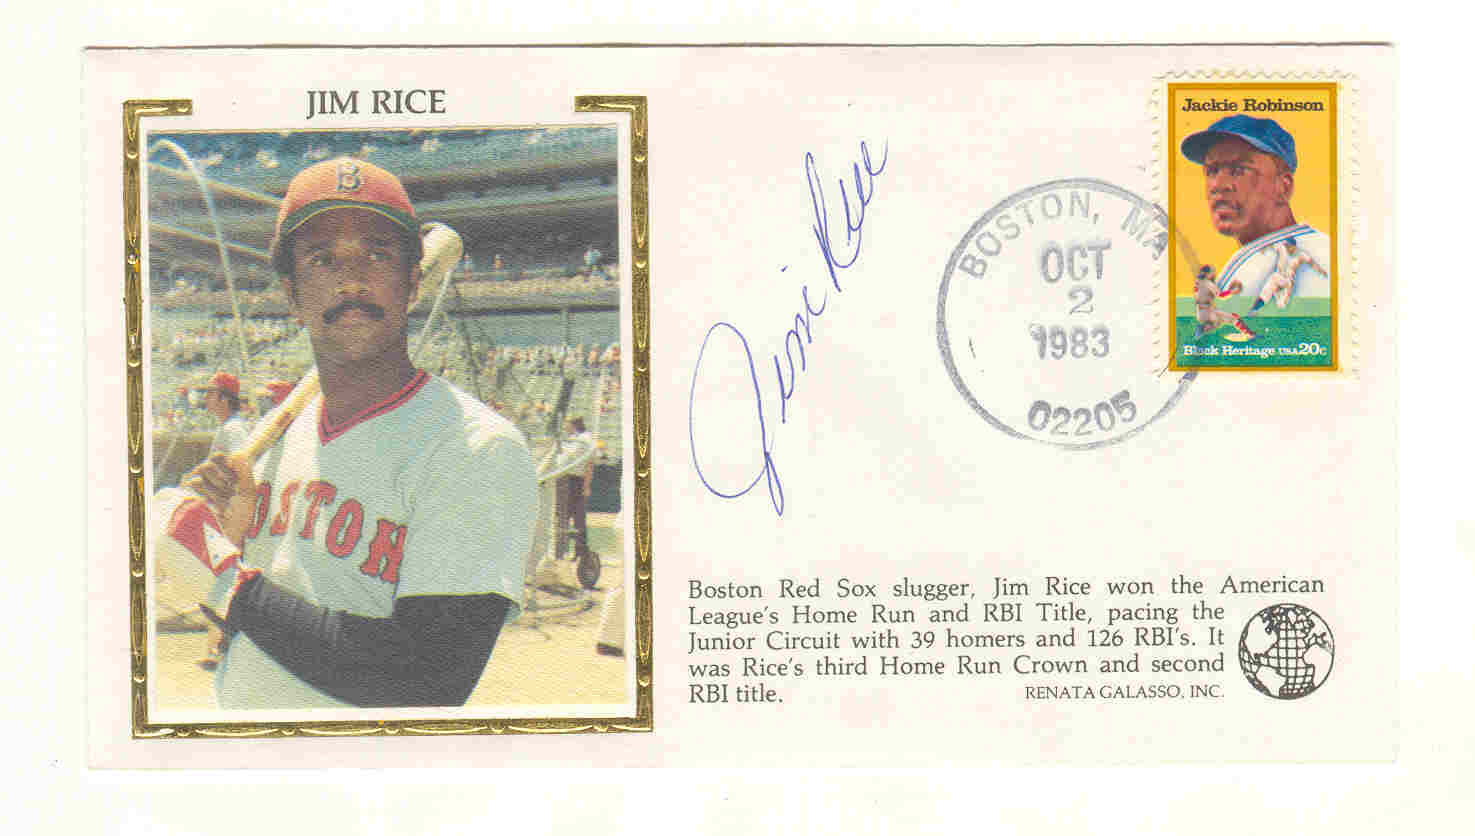 JIM RICE
B
BOSTON
Jim Rice
BOSTON, MA
OCT
2
1983
02205
Jackie Robinson
Black Heritage USA 20c
Boston Red Sox slugger, Jim Rice won the American
League's Home Run and RBI Title, pacing the
Junior Circuit with 39 homers and 126 RBI's. It
was Rice's third Home Run Crown and second
RBI title.
RENATA GALASSO, INC.